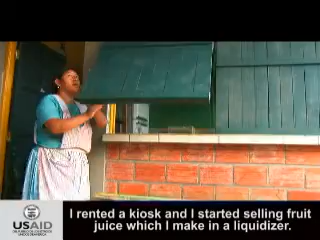 USAID
I rented a kiosk and I started selling fruit
juice which I make in a liquidizer.